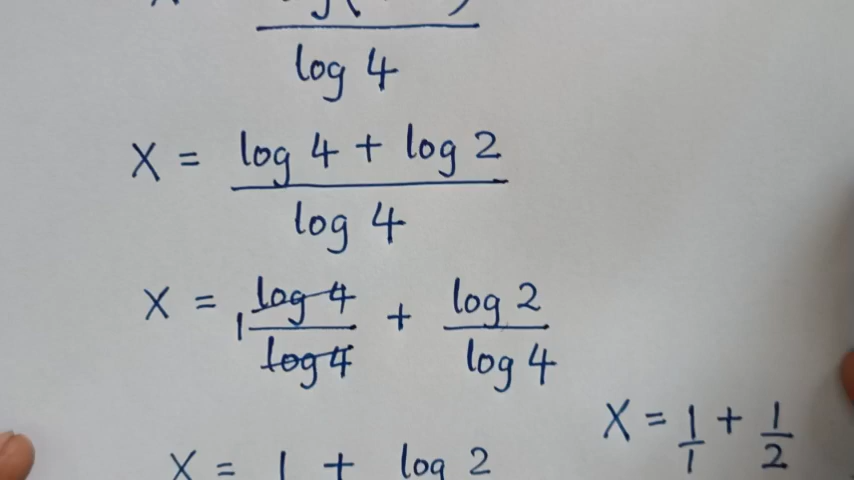 log 4
X = log 4 + log 2
log 4
X = 1 log 4 + log 2
log 4 log 4
X = 1/1 + 1/2
X = 1 + log 2